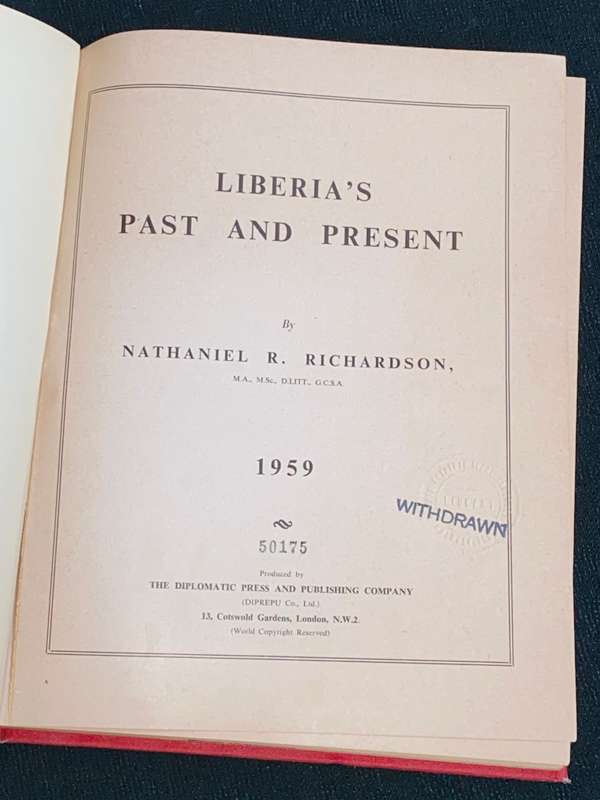 LIBERIA'S
PAST AND PRESENT
By
NATHANIEL R. RICHARDSON,
M.A., M.Sc., D.LITT., G.C.S.A.
1959
WITHDRAWN
50175
Produced by
THE DIPLOMATIC PRESS AND PUBLISHING COMPANY
(DIPREPU Co., Ltd.)
13, Cotswold Gardens, London, N.W.2.
(World Copyright Reserved)